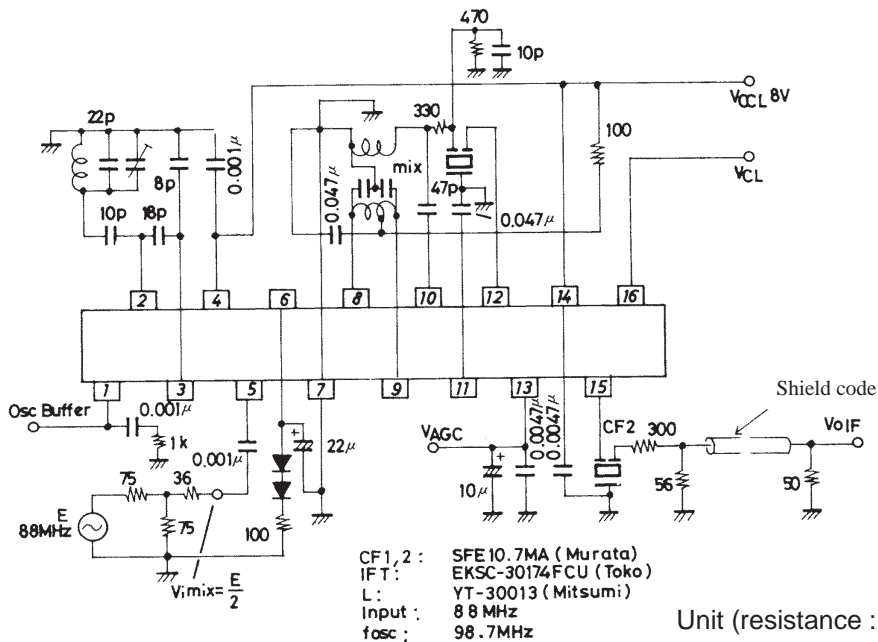 470
10p
22p
330
VCCL 8V
100
mix
VCL
8p
0.001μ
0.047μ
47p
10p
18p
0.047μ
2
4
6
8
10
12
14
16
1
3
5
7
9
11
13
15
Shield code
Osc Buffer
0.001μ
1k
0.001μ
22μ
VAGC
0.0047μ
0.0047μ
CF2
300
VoIF
75
36
10μ
56
50
E
88MHz
75
100
Vimix=E/2
CF1,2: SFE10.7MA (Murata)
IFT: EKSC-30174FCU (Toko)
L: YT-30013 (Mitsumi)
Input: 88MHz
fosc: 98.7MHz
Unit (resistance :